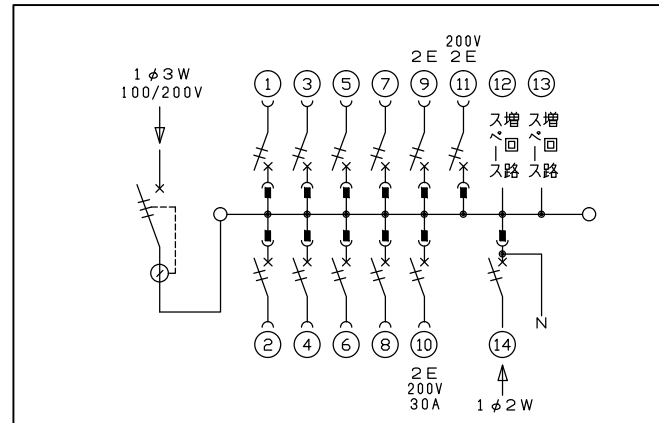 1φ3W
100/200V
① ③ ⑤ ⑦ ⑨ ⑪ ⑫ ⑬
2E
200V
2E
増回路
スペース
増回路
スペース
② ④ ⑥ ⑧ ⑩ ⑭
2E
200V
30A
N
1φ2W